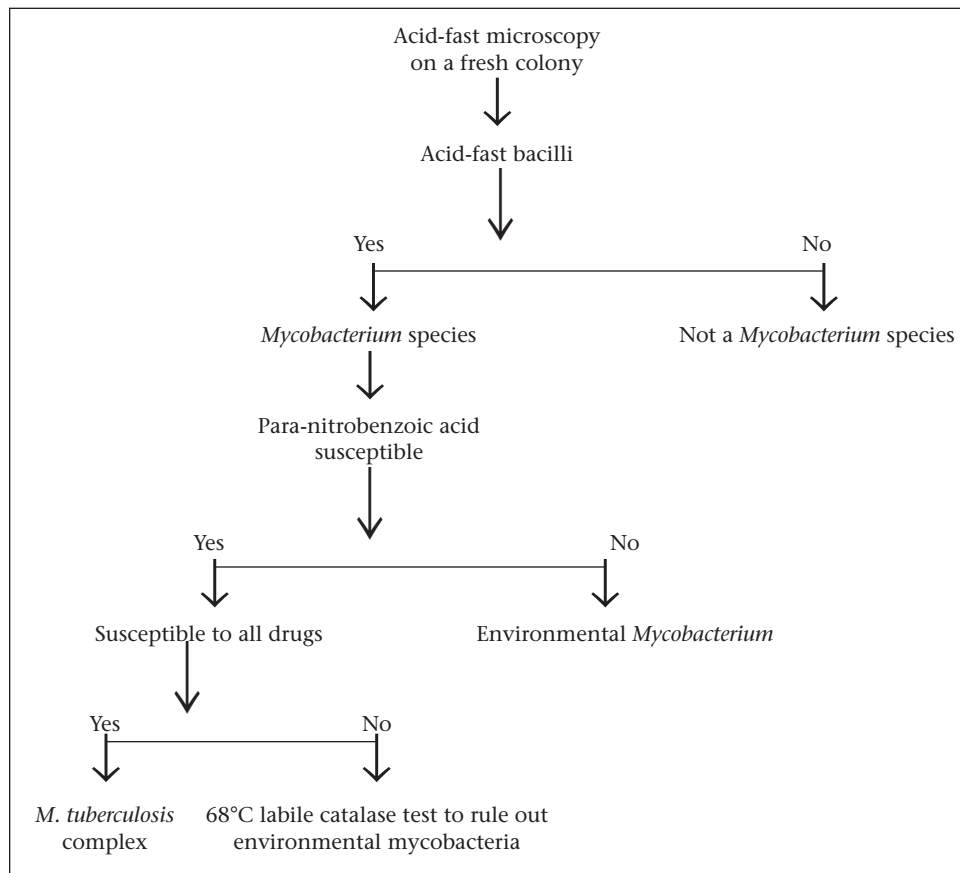 Acid-fast microscopy
on a fresh colony
Acid-fast bacilli
Yes
No
Mycobacterium species
Not a Mycobacterium species
Para-nitrobenzoic acid
susceptible
Yes
No
Susceptible to all drugs
Environmental Mycobacterium
Yes
No
M. tuberculosis
complex
68°C labile catalase test to rule out
environmental mycobacteria